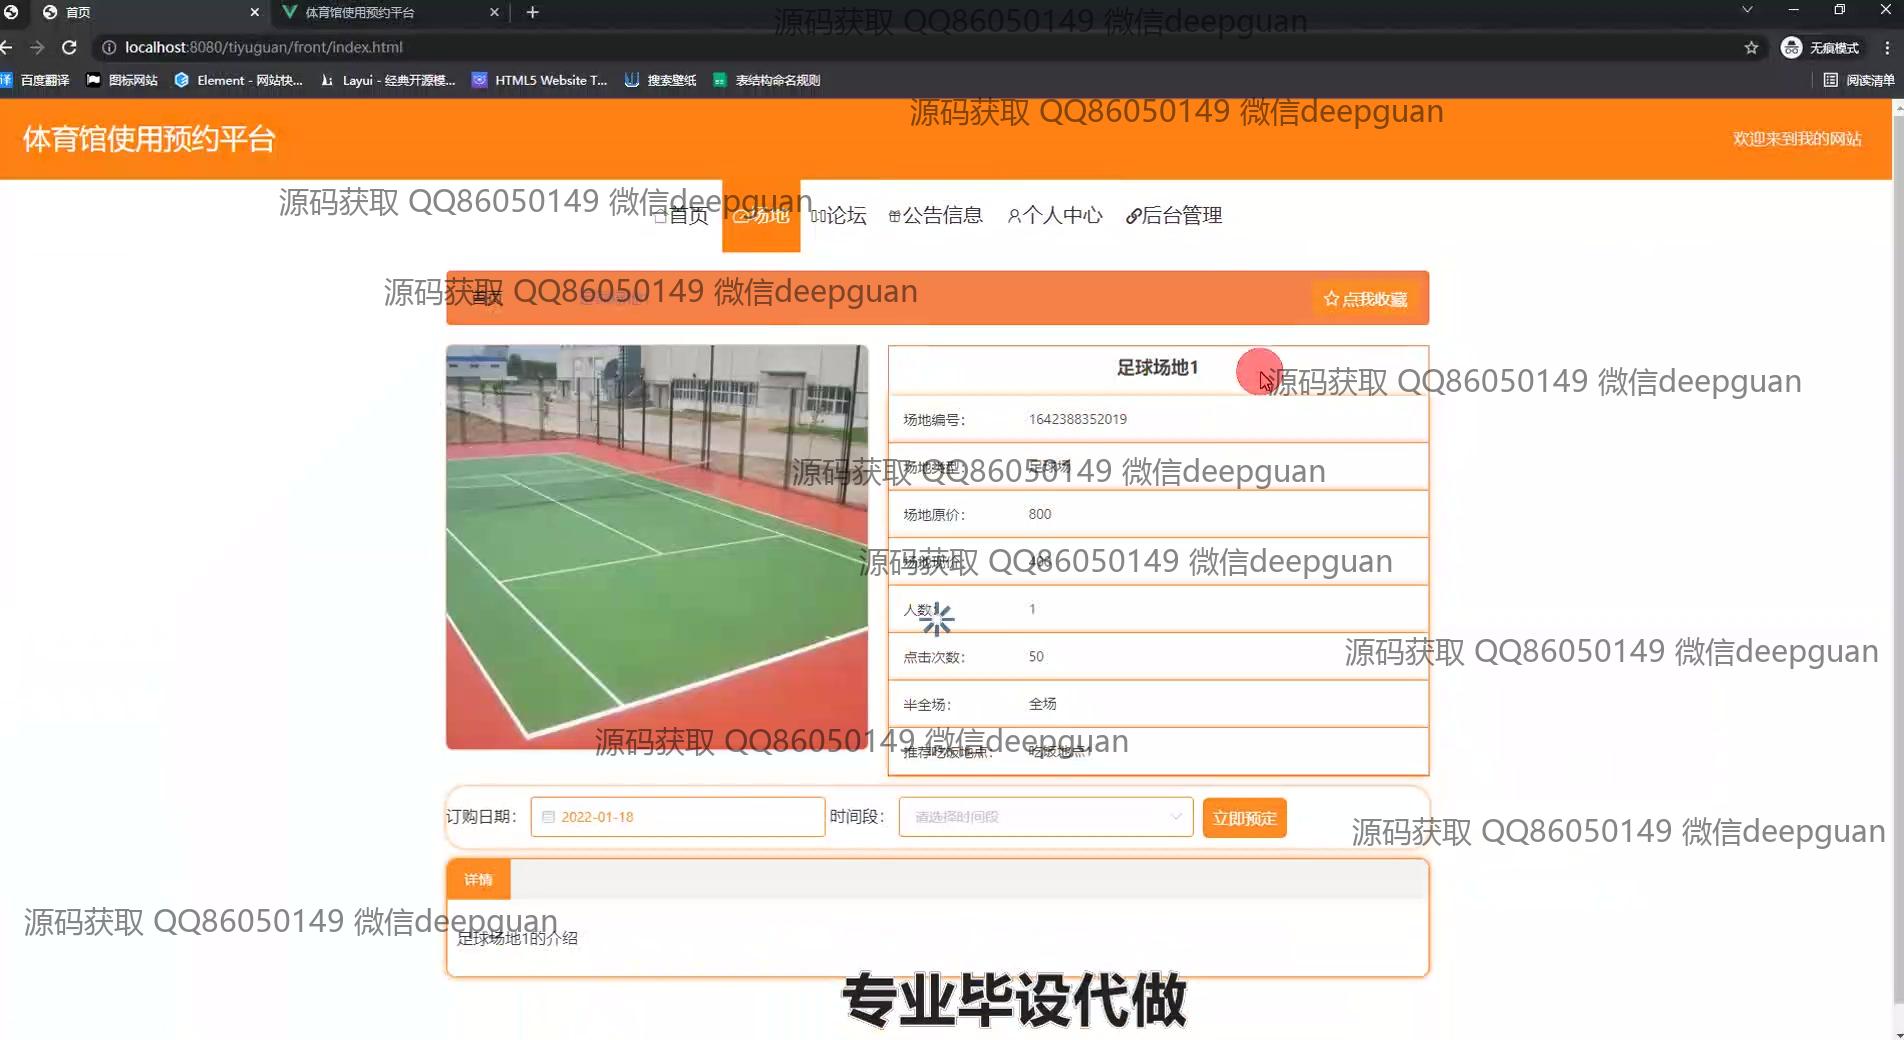 首页
体育馆使用预约平台
localhost:8080/tiyuguan/front/index.html
无痕模式
百度翻译
图标网站
Element - 网站快...
Layui - 经典开源模...
HTML5 Website T...
搜索壁纸
表结构命名规则
阅读清单
源码获取 QQ86050149 微信deepguan
源码获取 QQ86050149 微信deepguan
体育馆使用预约平台
欢迎来到我的网站
源码获取 QQ86050149 微信deepguan
首页
场地
论坛
公告信息
个人中心
后台管理
源码获取 QQ86050149 微信deepguan
首页
点我收藏
足球场地1
源码获取 QQ86050149 微信deepguan
场地编号：
1642388352019
场地类型：
足球场
源码获取 QQ86050149 微信deepguan
场地原价：
800
场地现价：
400
源码获取 QQ86050149 微信deepguan
人数：
1
点击次数：
50
源码获取 QQ86050149 微信deepguan
半全场：
全场
源码获取 QQ86050149 微信deepguan
推荐吃饭地点：
吃饭地点1
订购日期：
2022-01-18
时间段：
请选择时间段
立即预定
源码获取 QQ86050149 微信deepguan
详情
源码获取 QQ86050149 微信deepguan
足球场地1的介绍
专业毕设代做